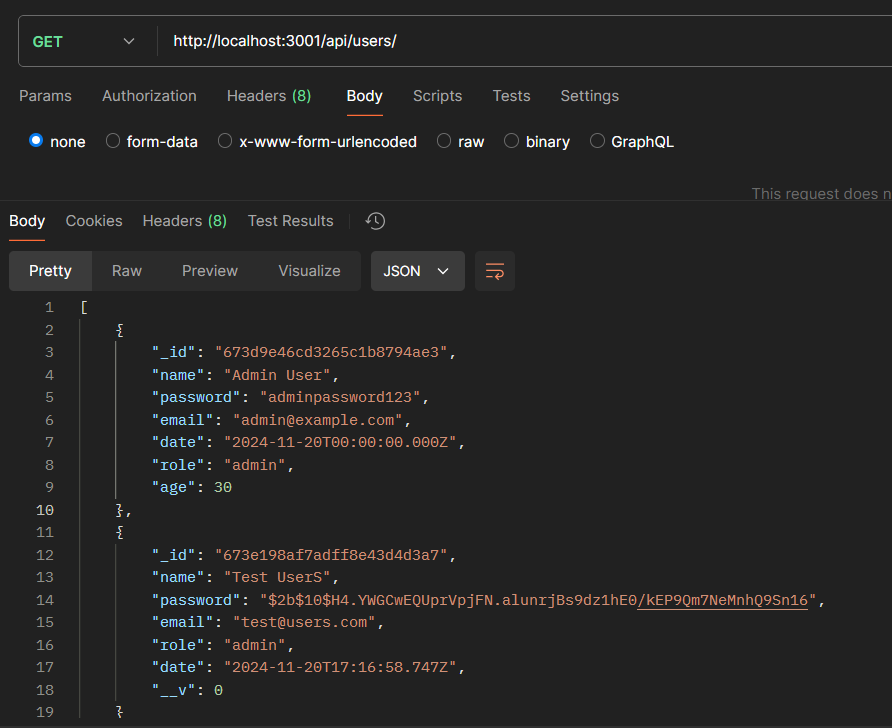 GET http://localhost:3001/api/users/
Params Authorization Headers (8) Body Scripts Tests Settings
none form-data x-www-form-urlencoded raw binary GraphQL
This request does n
Body Cookies Headers (8) Test Results
Pretty Raw Preview Visualize JSON
1 [
2 {
3 "_id": "673d9e46cd3265c1b8794ae3",
4 "name": "Admin User",
5 "password": "adminpassword123",
6 "email": "admin@example.com",
7 "date": "2024-11-20T00:00:00.000Z",
8 "role": "admin",
9 "age": 30
10 },
11 {
12 "_id": "673e198af7adff8e43d4d3a7",
13 "name": "Test UserS",
14 "password": "$2b$10$H4.YWGCwEQUprVpjFN.alunrjBs9dz1hE0/kEP9Qm7NeMnhQ9Sn16",
15 "email": "test@users.com",
16 "role": "admin",
17 "date": "2024-11-20T17:16:58.747Z",
18 "__v": 0
19 }